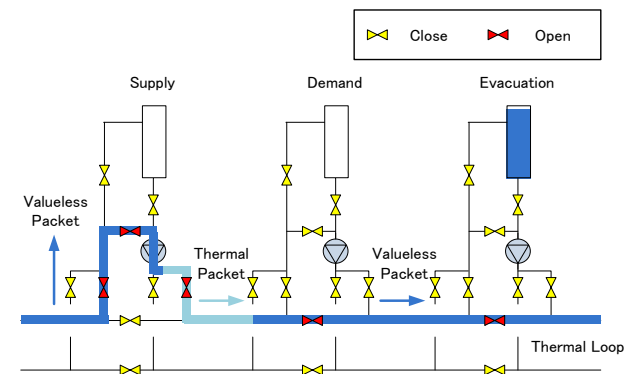 Close
Open
Supply
Demand
Evacuation
Valueless
Packet
Thermal
Packet
Valueless
Packet
Thermal Loop